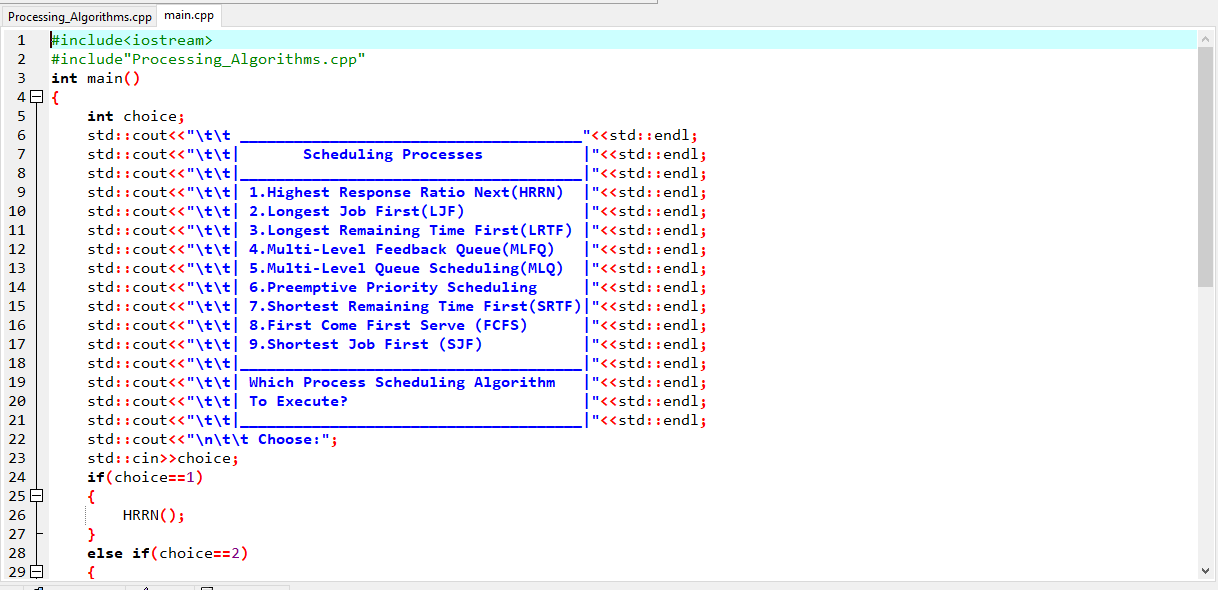 Processing_Algorithms.cpp main.cpp
1 #include<iostream>
2 #include"Processing_Algorithms.cpp"
3 int main()
4 {
5     int choice;
6     std::cout<<"\t\t ______________________________________"<<std::endl;
7     std::cout<<"\t\t|       Scheduling Processes           |"<<std::endl;
8     std::cout<<"\t\t|______________________________________|"<<std::endl;
9     std::cout<<"\t\t| 1.Highest Response Ratio Next(HRRN)  |"<<std::endl;
10     std::cout<<"\t\t| 2.Longest Job First(LJF)             |"<<std::endl;
11     std::cout<<"\t\t| 3.Longest Remaining Time First(LRTF) |"<<std::endl;
12     std::cout<<"\t\t| 4.Multi-Level Feedback Queue(MLFQ)   |"<<std::endl;
13     std::cout<<"\t\t| 5.Multi-Level Queue Scheduling(MLQ)  |"<<std::endl;
14     std::cout<<"\t\t| 6.Preemptive Priority Scheduling     |"<<std::endl;
15     std::cout<<"\t\t| 7.Shortest Remaining Time First(SRTF)|"<<std::endl;
16     std::cout<<"\t\t| 8.First Come First Serve (FCFS)      |"<<std::endl;
17     std::cout<<"\t\t| 9.Shortest Job First (SJF)           |"<<std::endl;
18     std::cout<<"\t\t|______________________________________|"<<std::endl;
19     std::cout<<"\t\t| Which Process Scheduling Algorithm   |"<<std::endl;
20     std::cout<<"\t\t| To Execute?                          |"<<std::endl;
21     std::cout<<"\t\t|______________________________________|"<<std::endl;
22     std::cout<<"\n\t\t Choose:";
23     std::cin>>choice;
24     if(choice==1)
25     {
26         HRRN();
27     }
28     else if(choice==2)
29     {